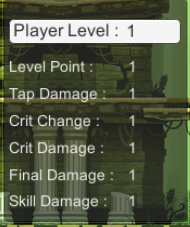 Player Level : 1
Level Point : 1
Tap Damage : 1
Crit Change : 1
Crit Damage : 1
Final Damage : 1
Skill Damage : 1